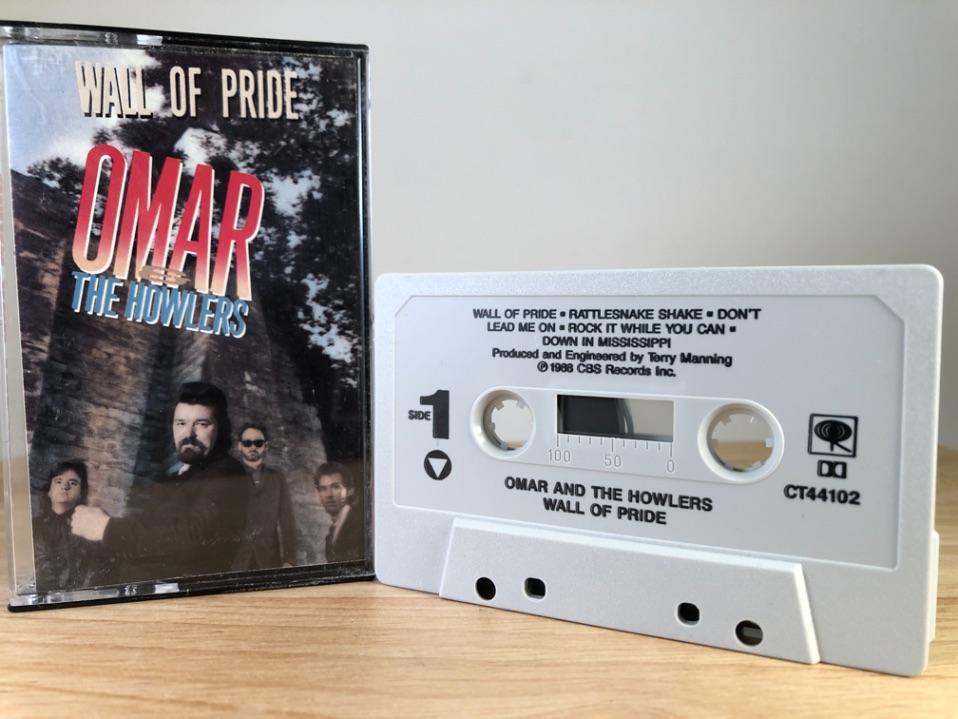 WALL OF PRIDE
OMAR
&
THE HOWLERS
WALL OF PRIDE ▪ RATTLESNAKE SHAKE ▪ DON'T
LEAD ME ON ▪ ROCK IT WHILE YOU CAN ▪
DOWN IN MISSISSIPPI
Produced and Engineered by Terry Manning
℗ 1988 CBS Records Inc.
SIDE 1
100 50 0
CT44102
OMAR AND THE HOWLERS
WALL OF PRIDE